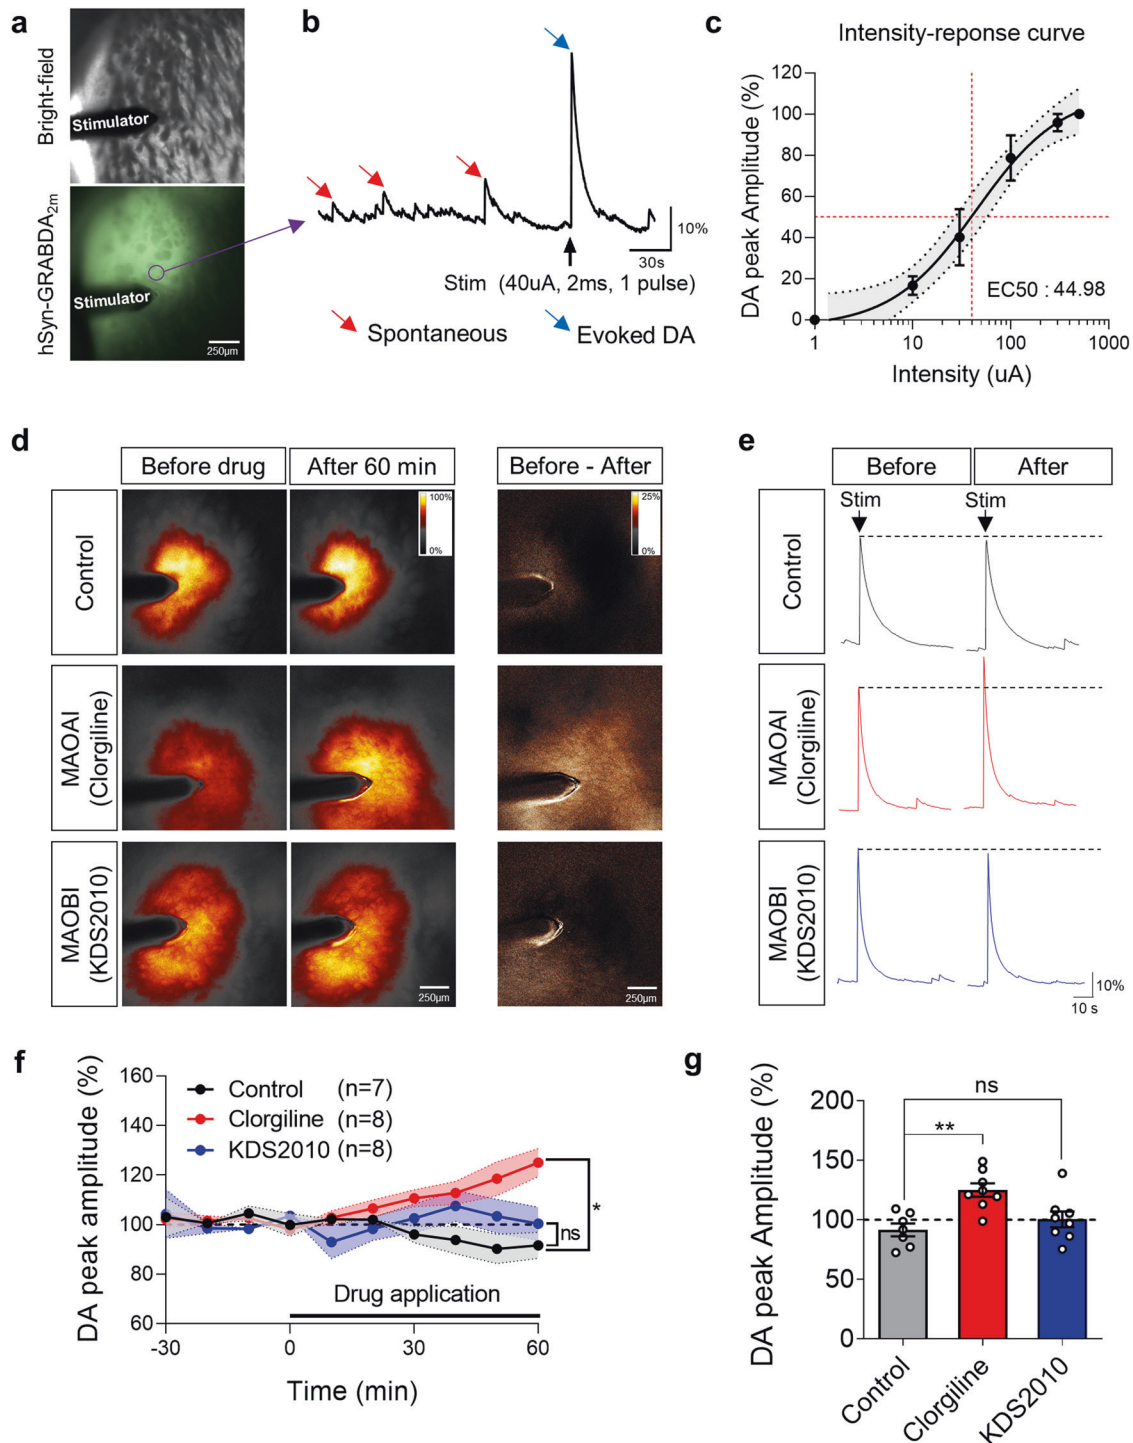 a
Bright-field
Stimulator
hSyn-GRABDA2m
Stimulator
250µm
b
10%
30s
Stim (40uA, 2ms, 1 pulse)
Spontaneous
Evoked DA
c
Intensity-reponse curve
DA peak Amplitude (%)
120
100
80
60
40
20
0
EC50 : 44.98
1
10
100
1000
Intensity (uA)
d
Before drug
After 60 min
Before - After
Control
100%
0%
25%
0%
MAOAI
(Clorgiline)
MAOBI
(KDS2010)
250µm
250µm
e
Before
After
Stim
Stim
Control
MAOAI
(Clorgiline)
MAOBI
(KDS2010)
10%
10 s
f
DA peak amplitude (%)
160
140
120
100
80
60
Control (n=7)
Clorgiline (n=8)
KDS2010 (n=8)
*
ns
Drug application
-30
0
30
60
Time (min)
g
DA peak Amplitude (%)
200
150
100
50
0
ns
**
Control
Clorgiline
KDS2010